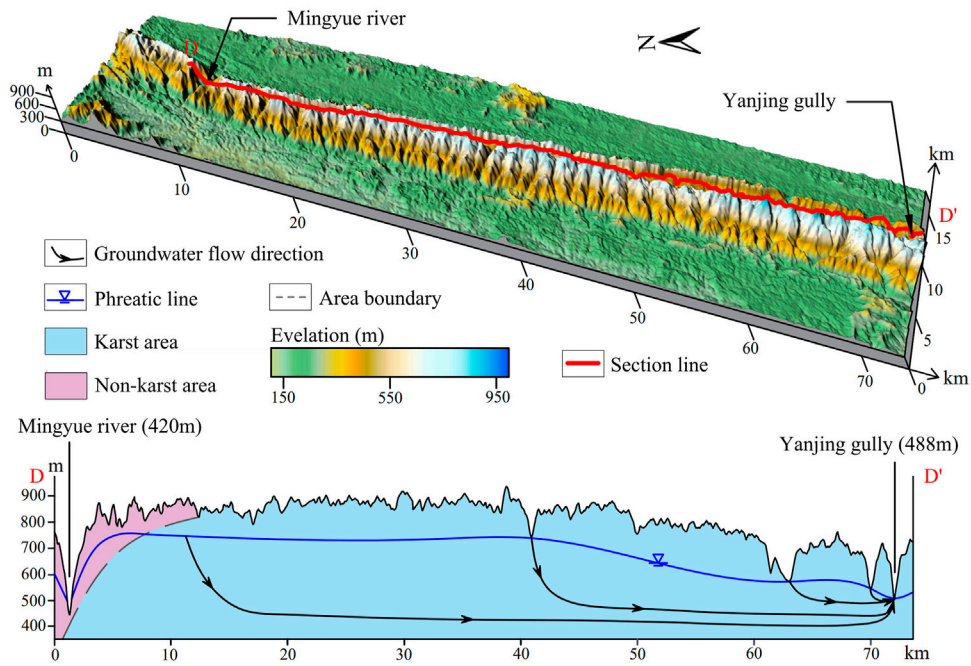 Mingyue river
D
N
Yanjing gully
m
900
600
300
0
0
10
20
30
40
50
60
70
km
D'
15
10
5
0
km
Groundwater flow direction
Phreatic line
Area boundary
Karst area
Evelation (m)
150
550
950
Section line
Non-karst area
Mingyue river (420m)
Yanjing gully (488m)
D
m
D'
900
800
700
600
500
400
0
10
20
30
40
50
60
70
km